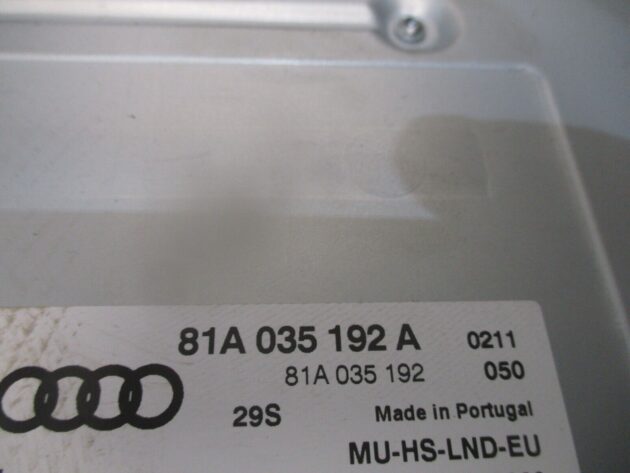 81A 035 192 A 0211
81A 035 192 050
29S Made in Portugal
MU-HS-LND-EU